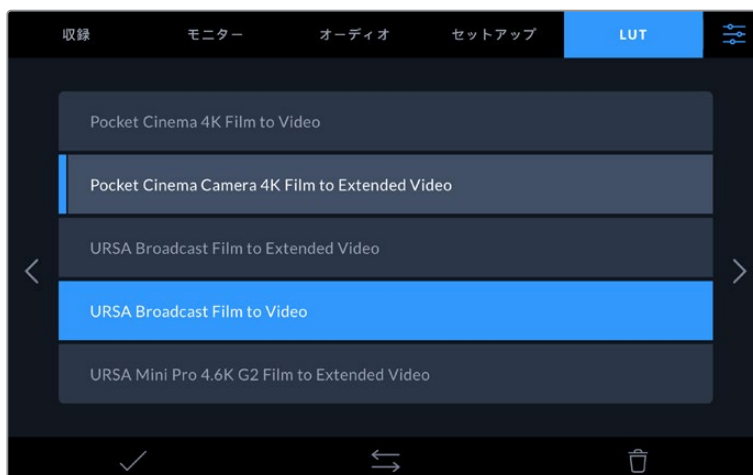 収録 モニター オーディオ セットアップ LUT
Pocket Cinema 4K Film to Video
Pocket Cinema Camera 4K Film to Extended Video
URSA Broadcast Film to Extended Video
URSA Broadcast Film to Video
URSA Mini Pro 4.6K G2 Film to Extended Video